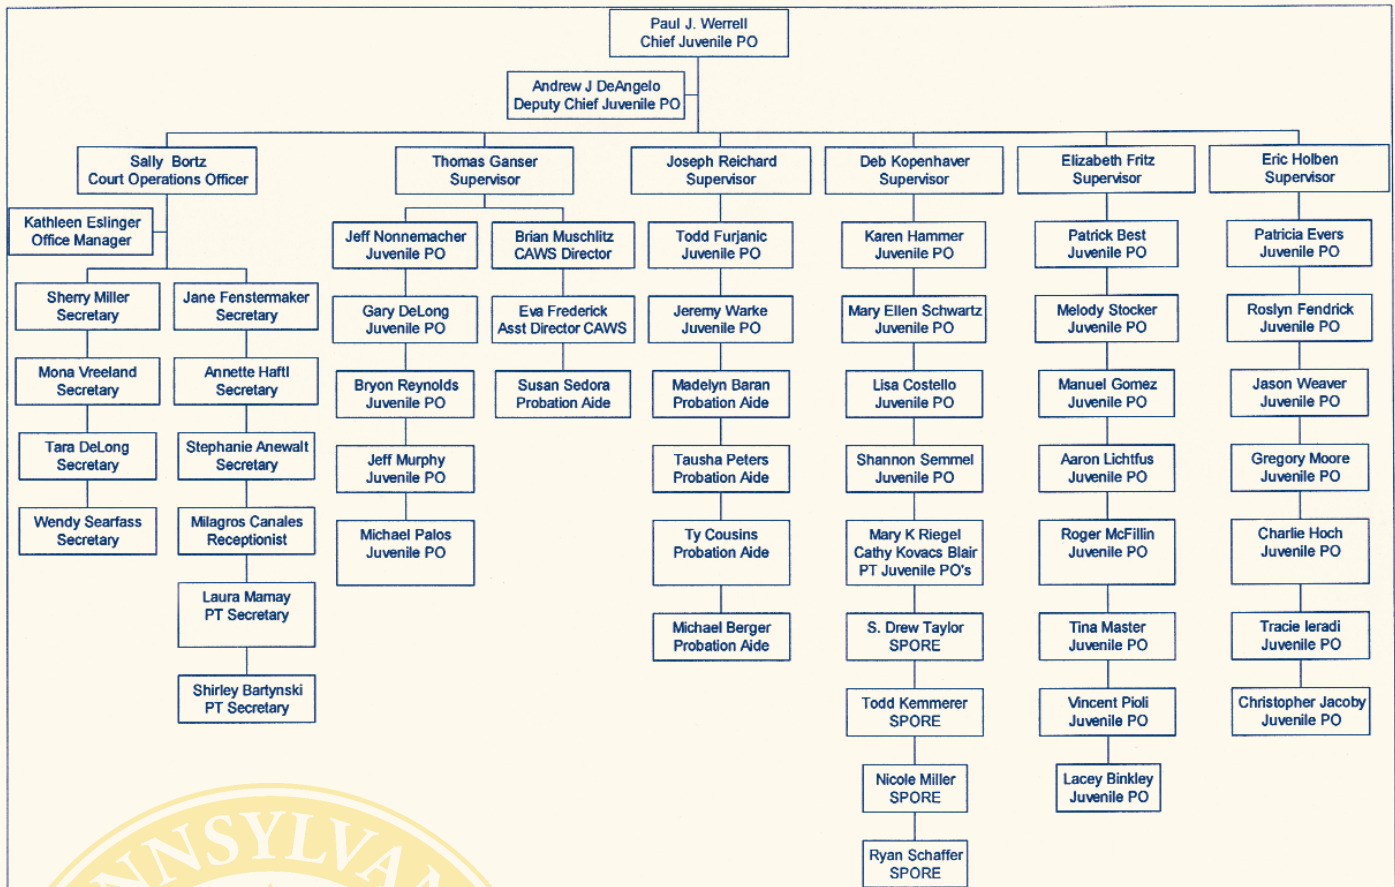 Paul J. Werrell
Chief Juvenile PO
Andrew J DeAngelo
Deputy Chief Juvenile PO
Sally Bortz
Court Operations Officer
Kathleen Eslinger
Office Manager
Sherry Miller
Secretary
Mona Vreeland
Secretary
Tara DeLong
Secretary
Wendy Searfass
Secretary
Jane Fenstermaker
Secretary
Annette Haftl
Secretary
Stephanie Anewalt
Secretary
Milagros Canales
Receptionist
Laura Mamay
PT Secretary
Shirley Bartynski
PT Secretary
Thomas Ganser
Supervisor
Jeff Nonnemacher
Juvenile PO
Gary DeLong
Juvenile PO
Bryon Reynolds
Juvenile PO
Jeff Murphy
Juvenile PO
Michael Palos
Juvenile PO
Brian Muschlitz
CAWS Director
Eva Frederick
Asst Director CAWS
Susan Sedora
Probation Aide
Joseph Reichard
Supervisor
Todd Furjanic
Juvenile PO
Jeremy Warke
Juvenile PO
Madelyn Baran
Probation Aide
Tausha Peters
Probation Aide
Ty Cousins
Probation Aide
Michael Berger
Probation Aide
Deb Kopenhaver
Supervisor
Karen Hammer
Juvenile PO
Mary Ellen Schwartz
Juvenile PO
Lisa Costello
Juvenile PO
Shannon Semmel
Juvenile PO
Mary K Riegel
Cathy Kovacs Blair
PT Juvenile PO's
S. Drew Taylor
SPORE
Todd Kemmerer
SPORE
Nicole Miller
SPORE
Ryan Schaffer
SPORE
Elizabeth Fritz
Supervisor
Patrick Best
Juvenile PO
Melody Stocker
Juvenile PO
Manuel Gomez
Juvenile PO
Aaron Lichtfus
Juvenile PO
Roger McFillin
Juvenile PO
Tina Master
Juvenile PO
Vincent Pioli
Juvenile PO
Lacey Binkley
Juvenile PO
Eric Holben
Supervisor
Patricia Evers
Juvenile PO
Roslyn Fendrick
Juvenile PO
Jason Weaver
Juvenile PO
Gregory Moore
Juvenile PO
Charlie Hoch
Juvenile PO
Tracie Ieradi
Juvenile PO
Christopher Jacoby
Juvenile PO
NNSYLVAN